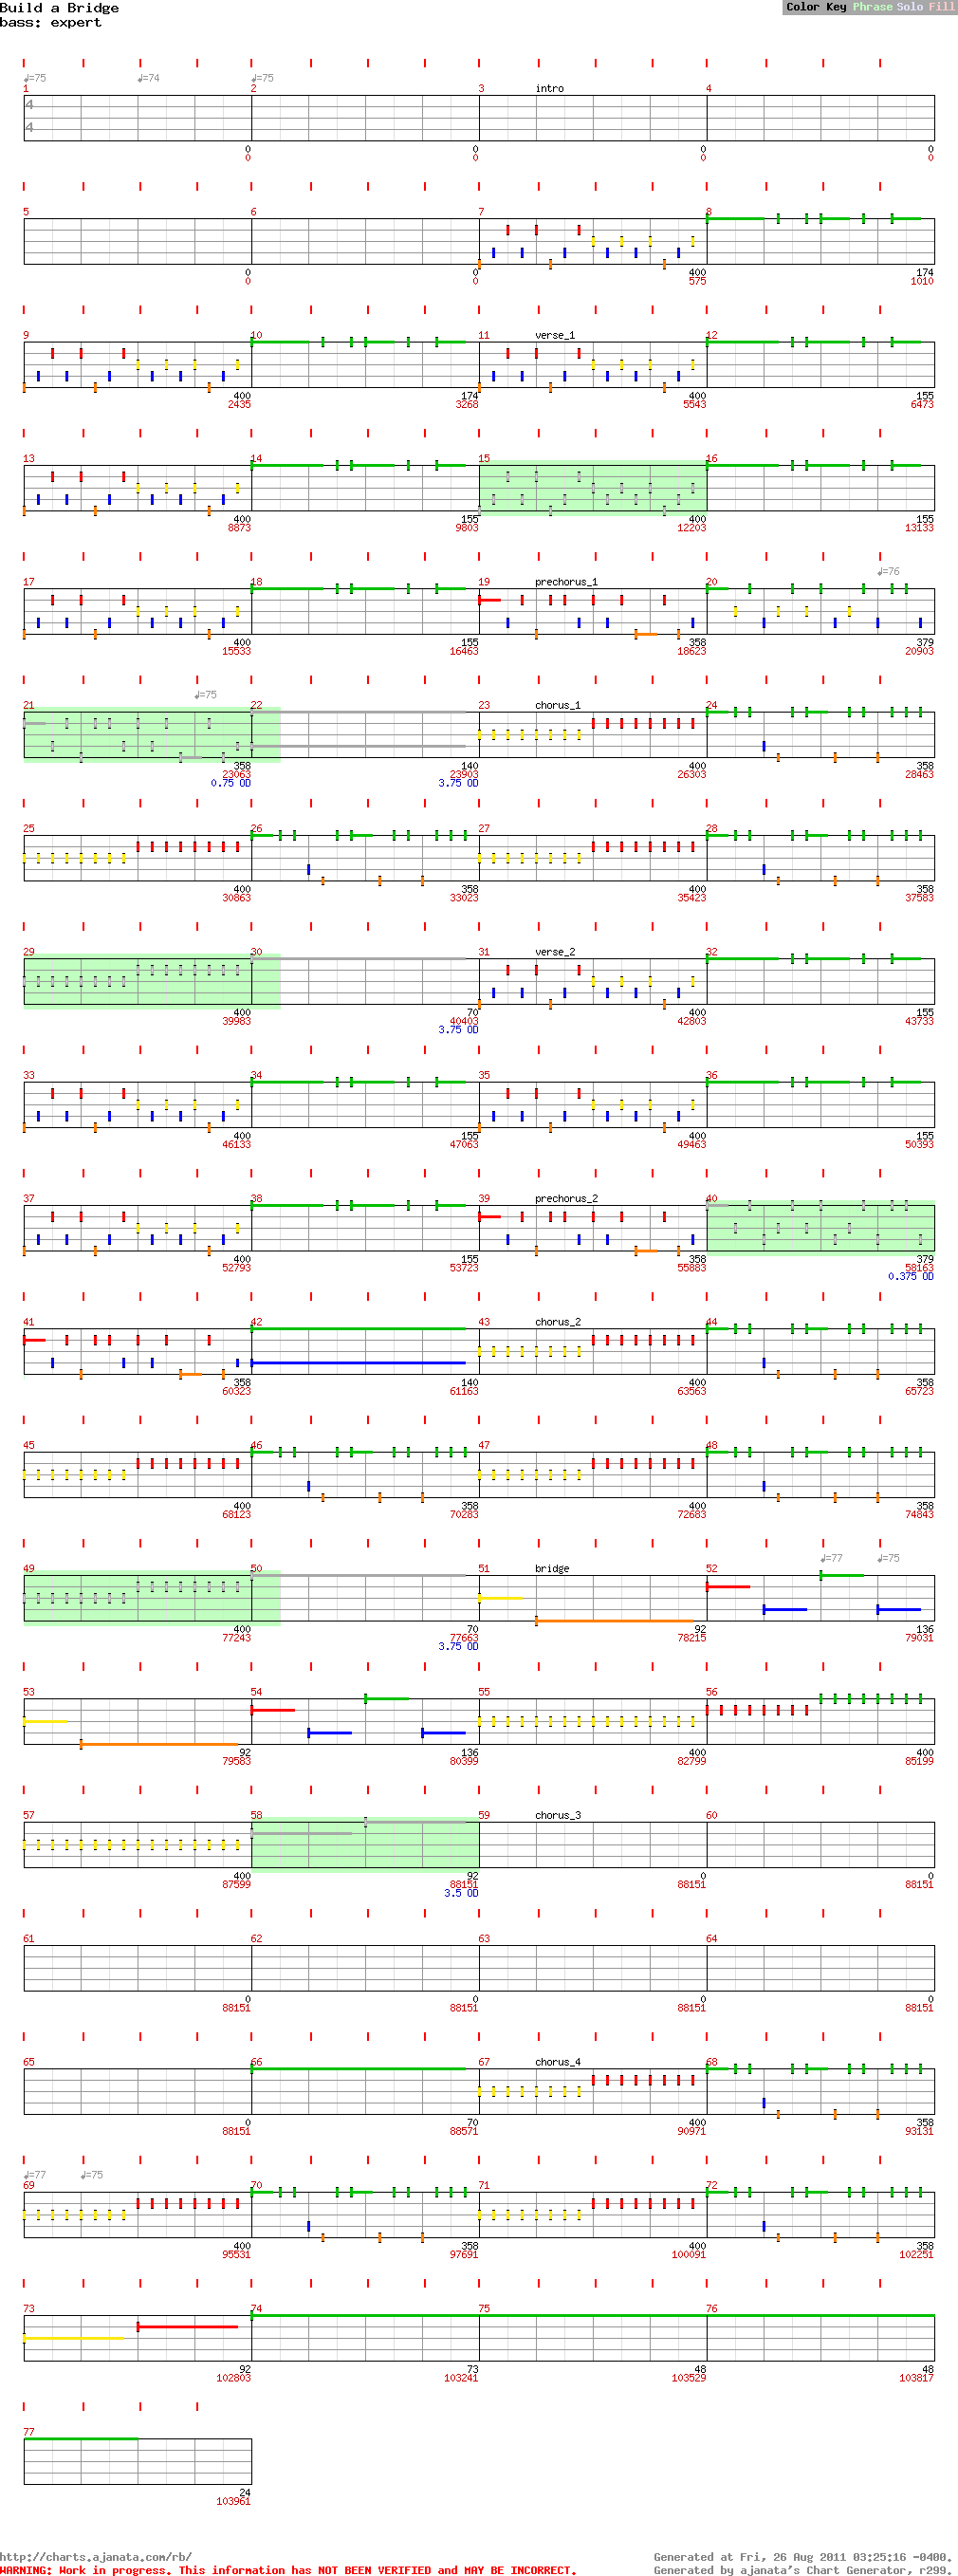 Build a Bridge
bass: expert
Color Key Phrase Solo Fill
♩=75 ♩=74 ♩=75
1 2 3 intro 4
4
4
0 0 0 0
0 0 0 0
5 6 7 8
0 0 400 174
0 0 575 1010
9 10 11 verse_1 12
400 174 400 155
2435 3268 5543 6473
13 14 15 16
400 155 400 155
8873 9803 12203 13133
♩=76
17 18 19 prechorus_1 20
400 155 358 379
15533 16463 18623 20903
♩=75
21 22 23 chorus_1 24
358 140 400 358
23063 23903 26303 28463
0.75 OD 3.75 OD
25 26 27 28
400 358 400 358
30863 33023 35423 37583
29 30 31 verse_2 32
400 70 400 155
39983 40403 42803 43733
3.75 OD
33 34 35 36
400 155 400 155
46133 47063 49463 50393
37 38 39 prechorus_2 40
400 155 358 379
52793 53723 55883 58163
0.375 OD
41 42 43 chorus_2 44
358 140 400 358
60323 61163 63563 65723
45 46 47 48
400 358 400 358
68123 70283 72683 74843
♩=77 ♩=75
49 50 51 bridge 52
400 70 92 136
77243 77663 78215 79031
3.75 OD
53 54 55 56
92 136 400 400
79583 80399 82799 85199
57 58 59 chorus_3 60
400 92 0 0
87599 88151 88151 88151
3.5 OD
61 62 63 64
0 0 0 0
88151 88151 88151 88151
65 66 67 chorus_4 68
0 70 400 358
88151 88571 90971 93131
♩=77 ♩=75
69 70 71 72
400 358 400 358
95531 97691 100091 102251
73 74 75 76
92 73 48 48
102803 103241 103529 103817
77
24
103961
http://charts.ajanata.com/rb/
Generated at Fri, 26 Aug 2011 03:25:16 -0400.
WARNING: Work in progress. This information has NOT BEEN VERIFIED and MAY BE INCORRECT.
Generated by ajanata's Chart Generator, r299.